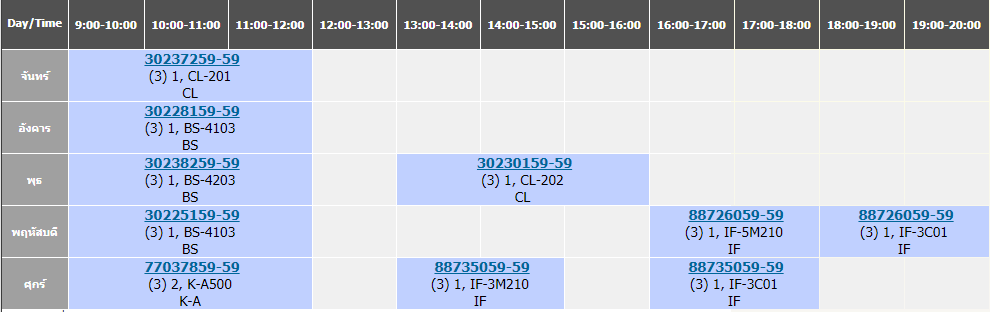 Day/Time 9:00-10:00 10:00-11:00 11:00-12:00 12:00-13:00 13:00-14:00 14:00-15:00 15:00-16:00 16:00-17:00 17:00-18:00 18:00-19:00 19:00-20:00
จันทร์
30237259-59
(3) 1, CL-201
CL
อังคาร
30228159-59
(3) 1, BS-4103
BS
พุธ
30238259-59
(3) 1, BS-4203
BS
30230159-59
(3) 1, CL-202
CL
พฤหัสบดี
30225159-59
(3) 1, BS-4103
BS
88726059-59
(3) 1, IF-5M210
IF
88726059-59
(3) 1, IF-3C01
IF
ศุกร์
77037859-59
(3) 2, K-A500
K-A
88735059-59
(3) 1, IF-3M210
IF
88735059-59
(3) 1, IF-3C01
IF